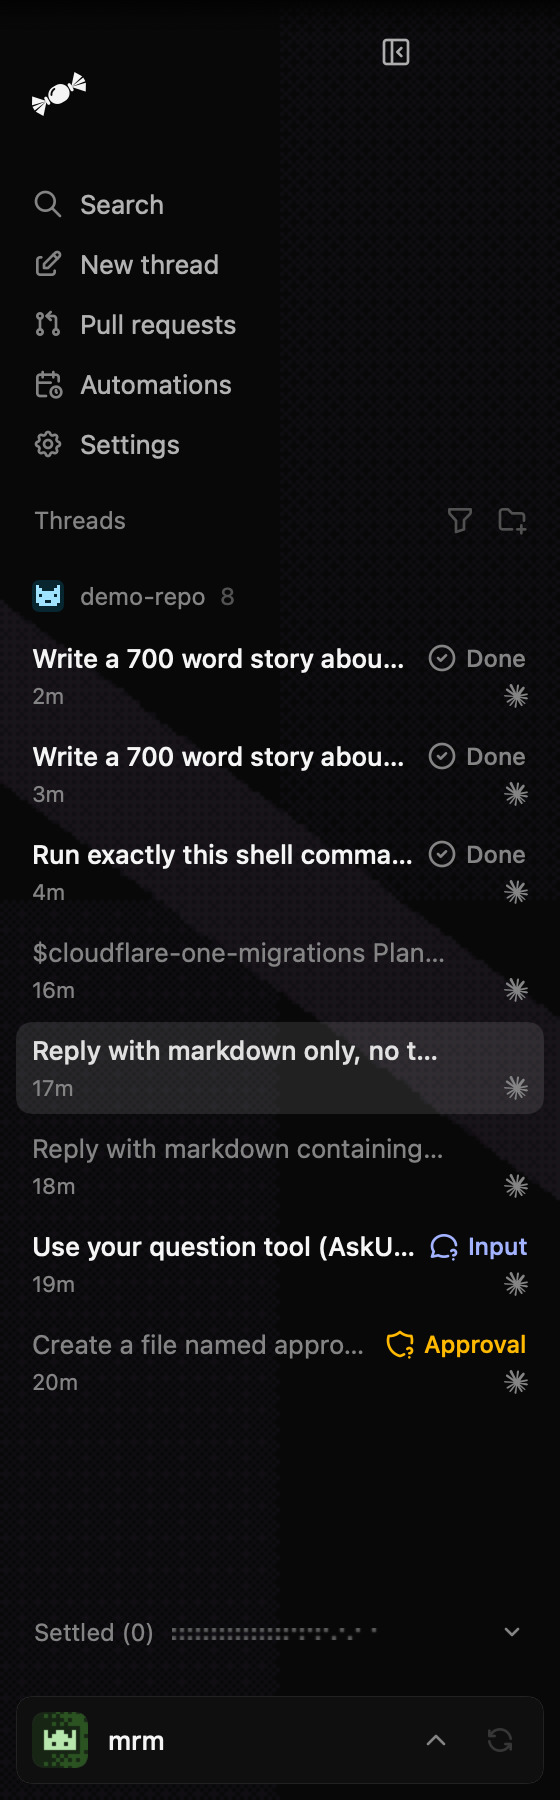 Search
New thread
Pull requests
Automations
Settings
Threads
demo-repo 8
Write a 700 word story abou... Done
2m
Write a 700 word story abou... Done
3m
Run exactly this shell comma... Done
4m
$cloudflare-one-migrations Plan...
16m
Reply with markdown only, no t...
17m
Reply with markdown containing...
18m
Use your question tool (AskU... Input
19m
Create a file named appro... Approval
20m
Settled (0)
mrm